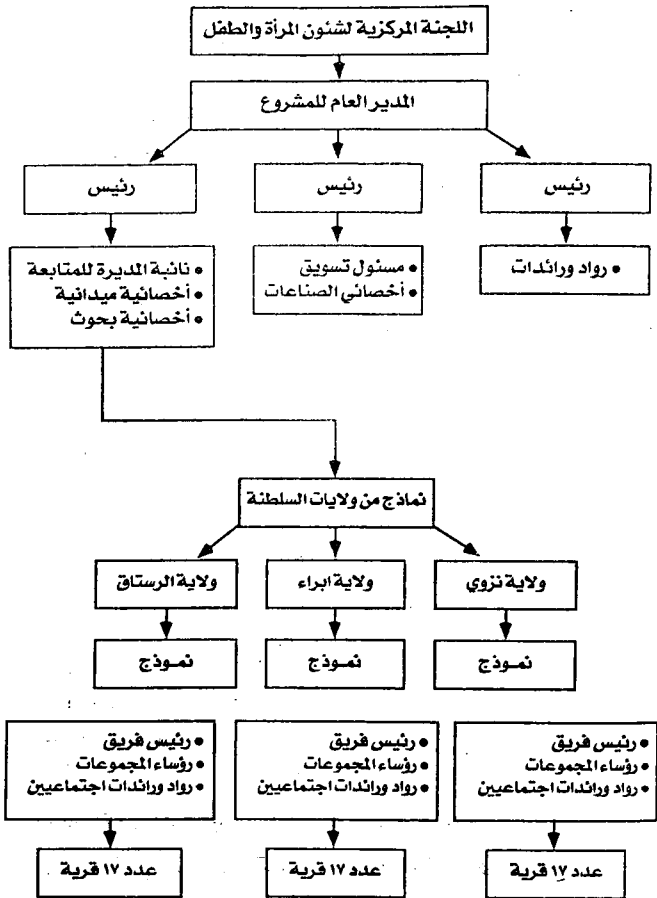 اللجنة المركزية لشئون المرأة والطفل
المدير العام للمشروع
رئيس
رئيس
رئيس
• رواد ورائدات
• مسئول تسويق
• أخصائي الصناعات
• نائبة المديرة للمتابعة
• أخصائية ميدانية
• أخصائية بحوث
نماذج من ولايات السلطنة
ولاية نزوي
ولاية ابراء
ولاية الرستاق
نموذج
نموذج
نموذج
• رئيس فريق
• رؤساء المجموعات
• رواد ورائدات اجتماعيين
• رئيس فريق
• رؤساء المجموعات
• رواد ورائدات اجتماعيين
• رئيس فريق
• رؤساء المجموعات
• رواد ورائدات اجتماعيين
عدد ١٧ قرية
عدد ١٧ قرية
عدد ١٧ قرية